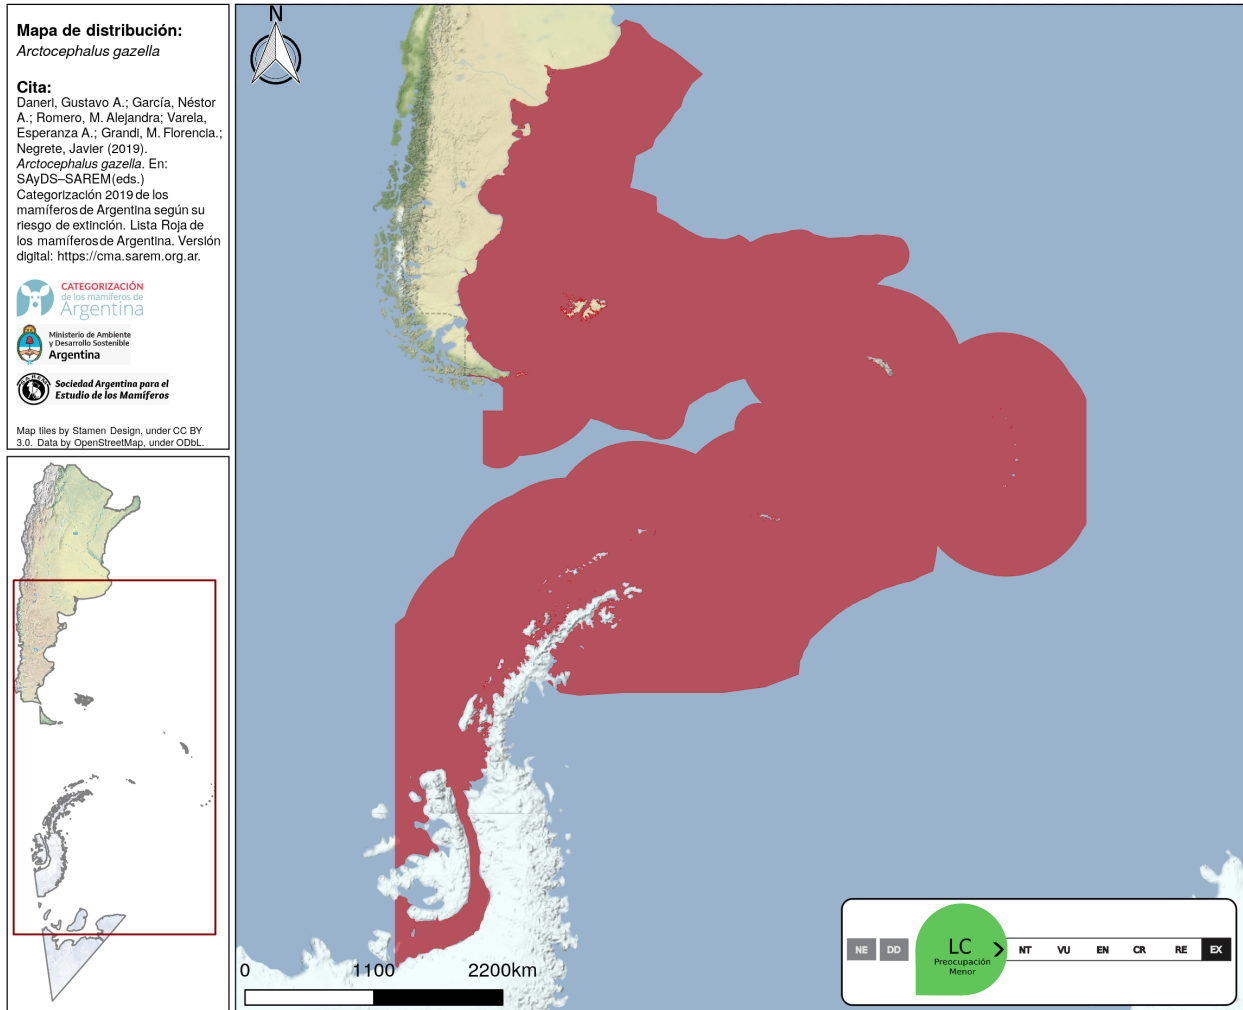 Mapa de distribución:
Arctocephalus gazella
Cita:
Daneri, Gustavo A.; García, Néstor
A.; Romero, M. Alejandra; Varela,
Esperanza A.; Grandi, M. Florencia.;
Negrete, Javier (2019).
Arctocephalus gazella. En:
SAyDS–SAREM (eds.)
Categorización 2019 de los
mamíferos de Argentina según su
riesgo de extinción. Lista Roja de
los mamíferos de Argentina. Versión
digital: https://cma.sarem.org.ar.
CATEGORIZACIÓN
de los mamíferos de
Argentina
Ministerio de Ambiente
y Desarrollo Sostenible
Argentina
SAREM
Sociedad Argentina para el
Estudio de los Mamíferos
Map tiles by Stamen Design, under CC BY
3.0. Data by OpenStreetMap, under ODbL.
N
0 1100 2200km
NE DD LC NT VU EN CR RE EX
Preocupación
Menor